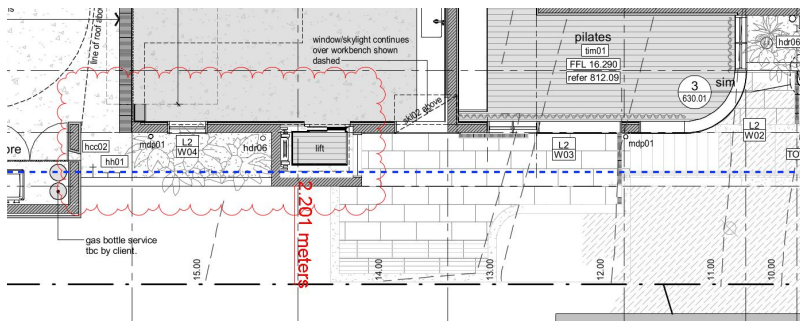 line of roof above
window/skylight continues
over workbench shown
dashed
pilates
tim01
FFL 16.290
refer 812.09
3
630.01
sim
hdr06
skl02 above
L2
W02
ore
hcc02
hh01
mdp01
L2
W04
hdr06
lift
L2
W03
mdp01
TO
gas bottle service
tbc by client.
2.201 meters
15.00
14.00
13.00
12.00
11.00
10.00